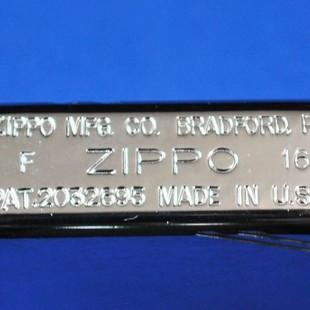 ZIPPO MFG. CO. BRADFORD, P
F ZIPPO 16
PAT.2032695 MADE IN U.S